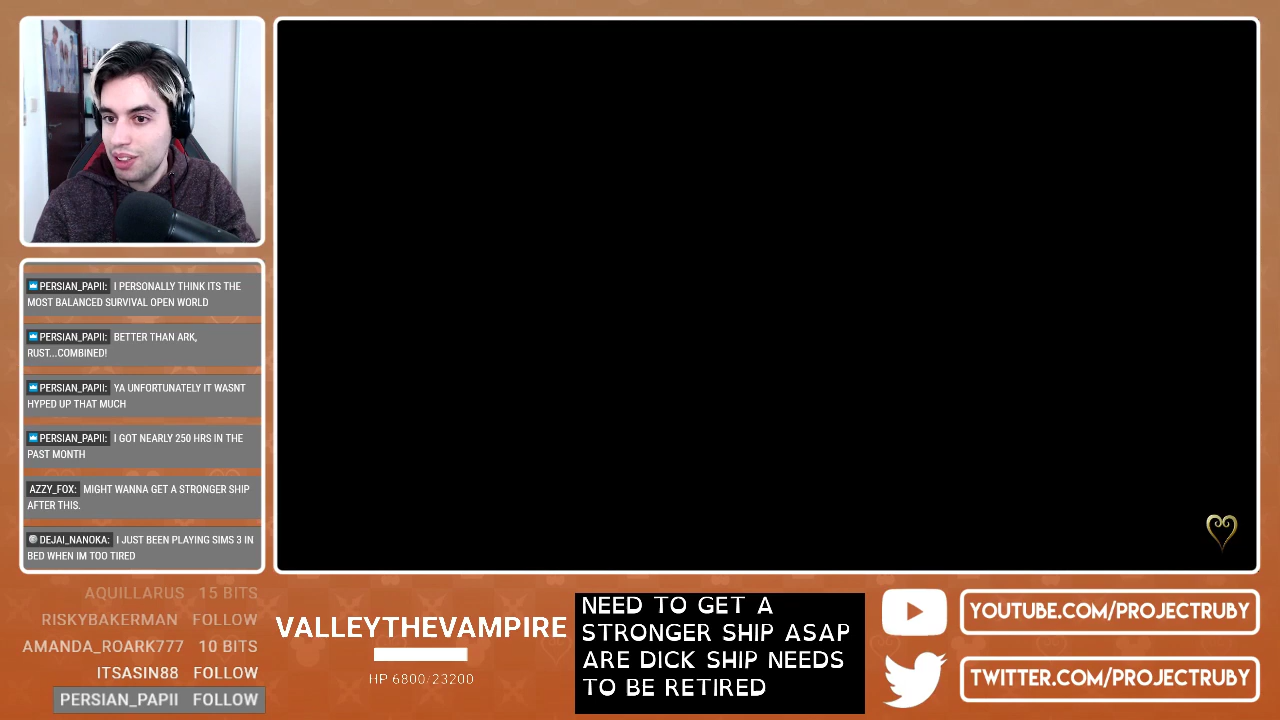 PERSIAN_PAPII: I PERSONALLY THINK ITS THE
MOST BALANCED SURVIVAL OPEN WORLD
PERSIAN_PAPII: BETTER THAN ARK,
RUST...COMBINED!
PERSIAN_PAPII: YA UNFORTUNATELY IT WASNT
HYPED UP THAT MUCH
PERSIAN_PAPII: I GOT NEARLY 250 HRS IN THE
PAST MONTH
AZZY_FOX: MIGHT WANNA GET A STRONGER SHIP
AFTER THIS.
DEJAI_NANOKA: I JUST BEEN PLAYING SIMS 3 IN
BED WHEN IM TOO TIRED
AQUILLARUS 15 BITS
RISKYBAKERMAN FOLLOW
AMANDA_ROARK777 10 BITS
ITSASIN88 FOLLOW
PERSIAN_PAPII FOLLOW
VALLEYTHEVAMPIRE
HP 6800/23200
NEED TO GET A
STRONGER SHIP ASAP
ARE DICK SHIP NEEDS
TO BE RETIRED
YOUTUBE.COM/PROJECTRUBY
TWITTER.COM/PROJECTRUBY